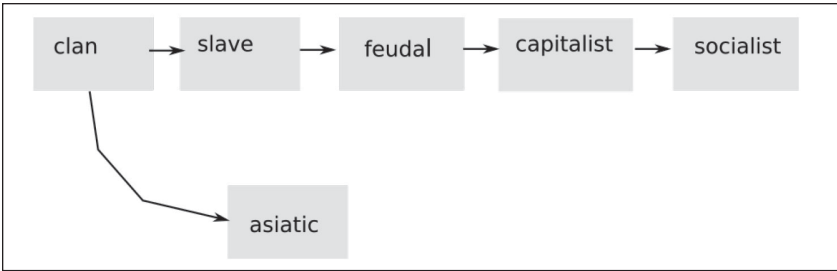 clan
slave
feudal
capitalist
socialist
asiatic